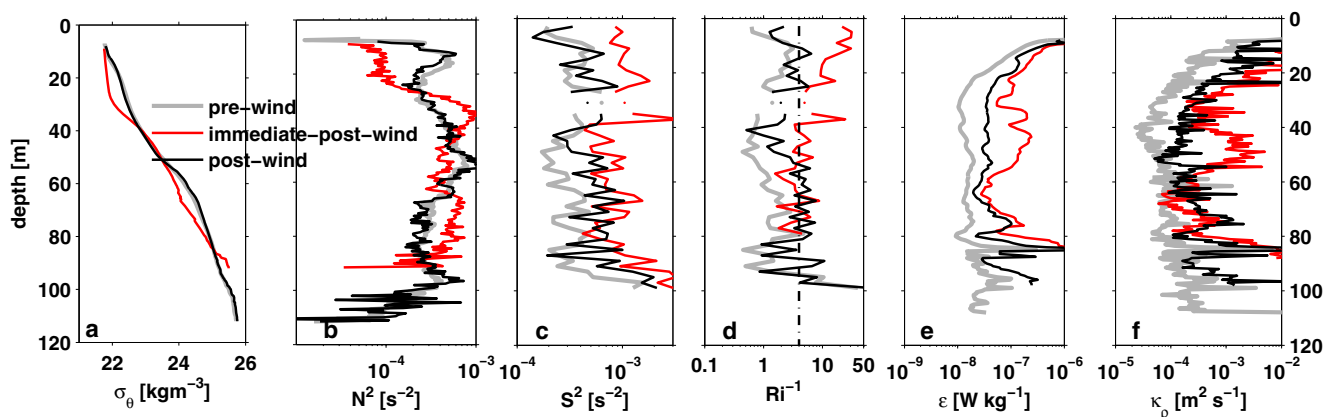 0
20
40
60
80
100
120
depth [m]
22
24
26
σθ [kgm−3]
a
pre−wind
immediate−post−wind
post−wind
10−4
10−3
N2 [s−2]
b
10−4
10−3
S2 [s−2]
c
0.1
1
10
50
Ri−1
d
10−9
10−8
10−7
10−6
ε [W kg−1]
e
10−5
10−4
10−3
10−2
κρ [m2 s−1]
f
0
20
40
60
80
100
120